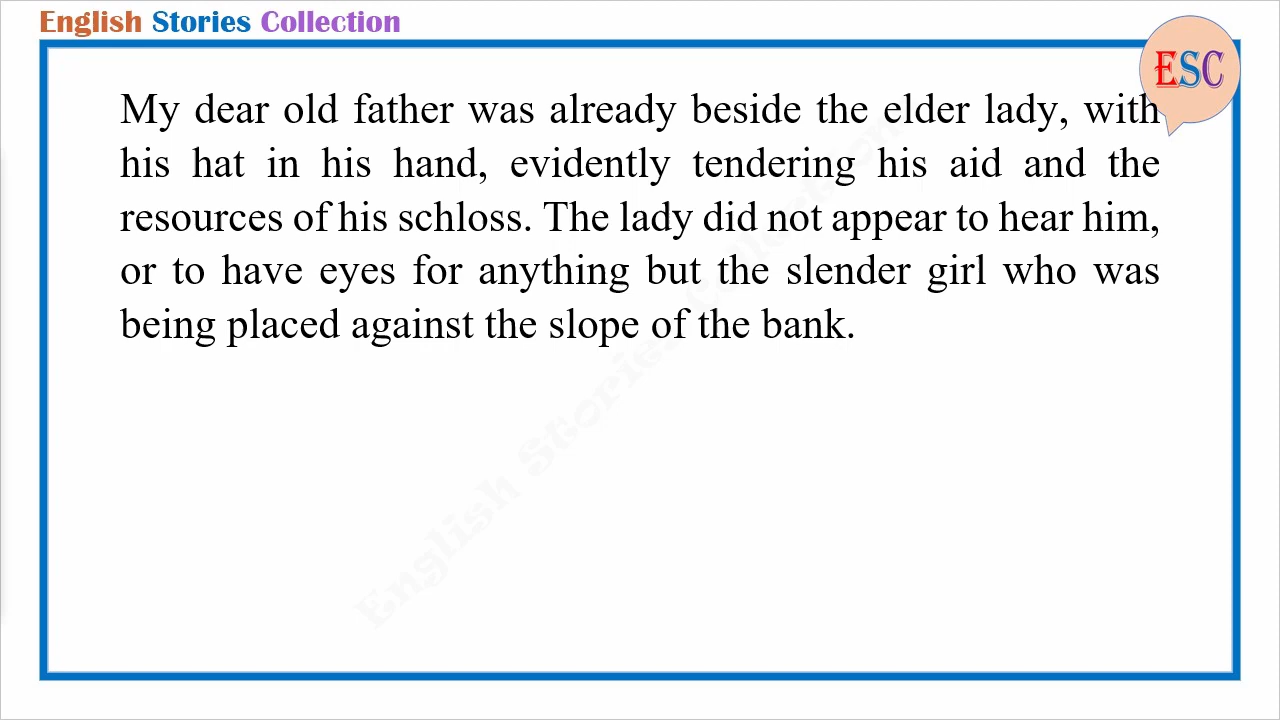 English Stories Collection
ESC
My dear old father was already beside the elder lady, with
his hat in his hand, evidently tendering his aid and the
resources of his schloss. The lady did not appear to hear him,
or to have eyes for anything but the slender girl who was
being placed against the slope of the bank.
English Stories Collection